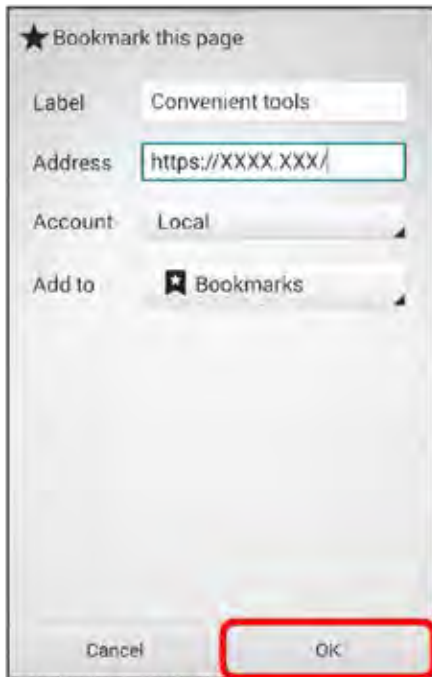 Bookmark this page
Label Convenient tools
Address https://XXXX.XXX/
Account Local
Add to Bookmarks
Cancel OK